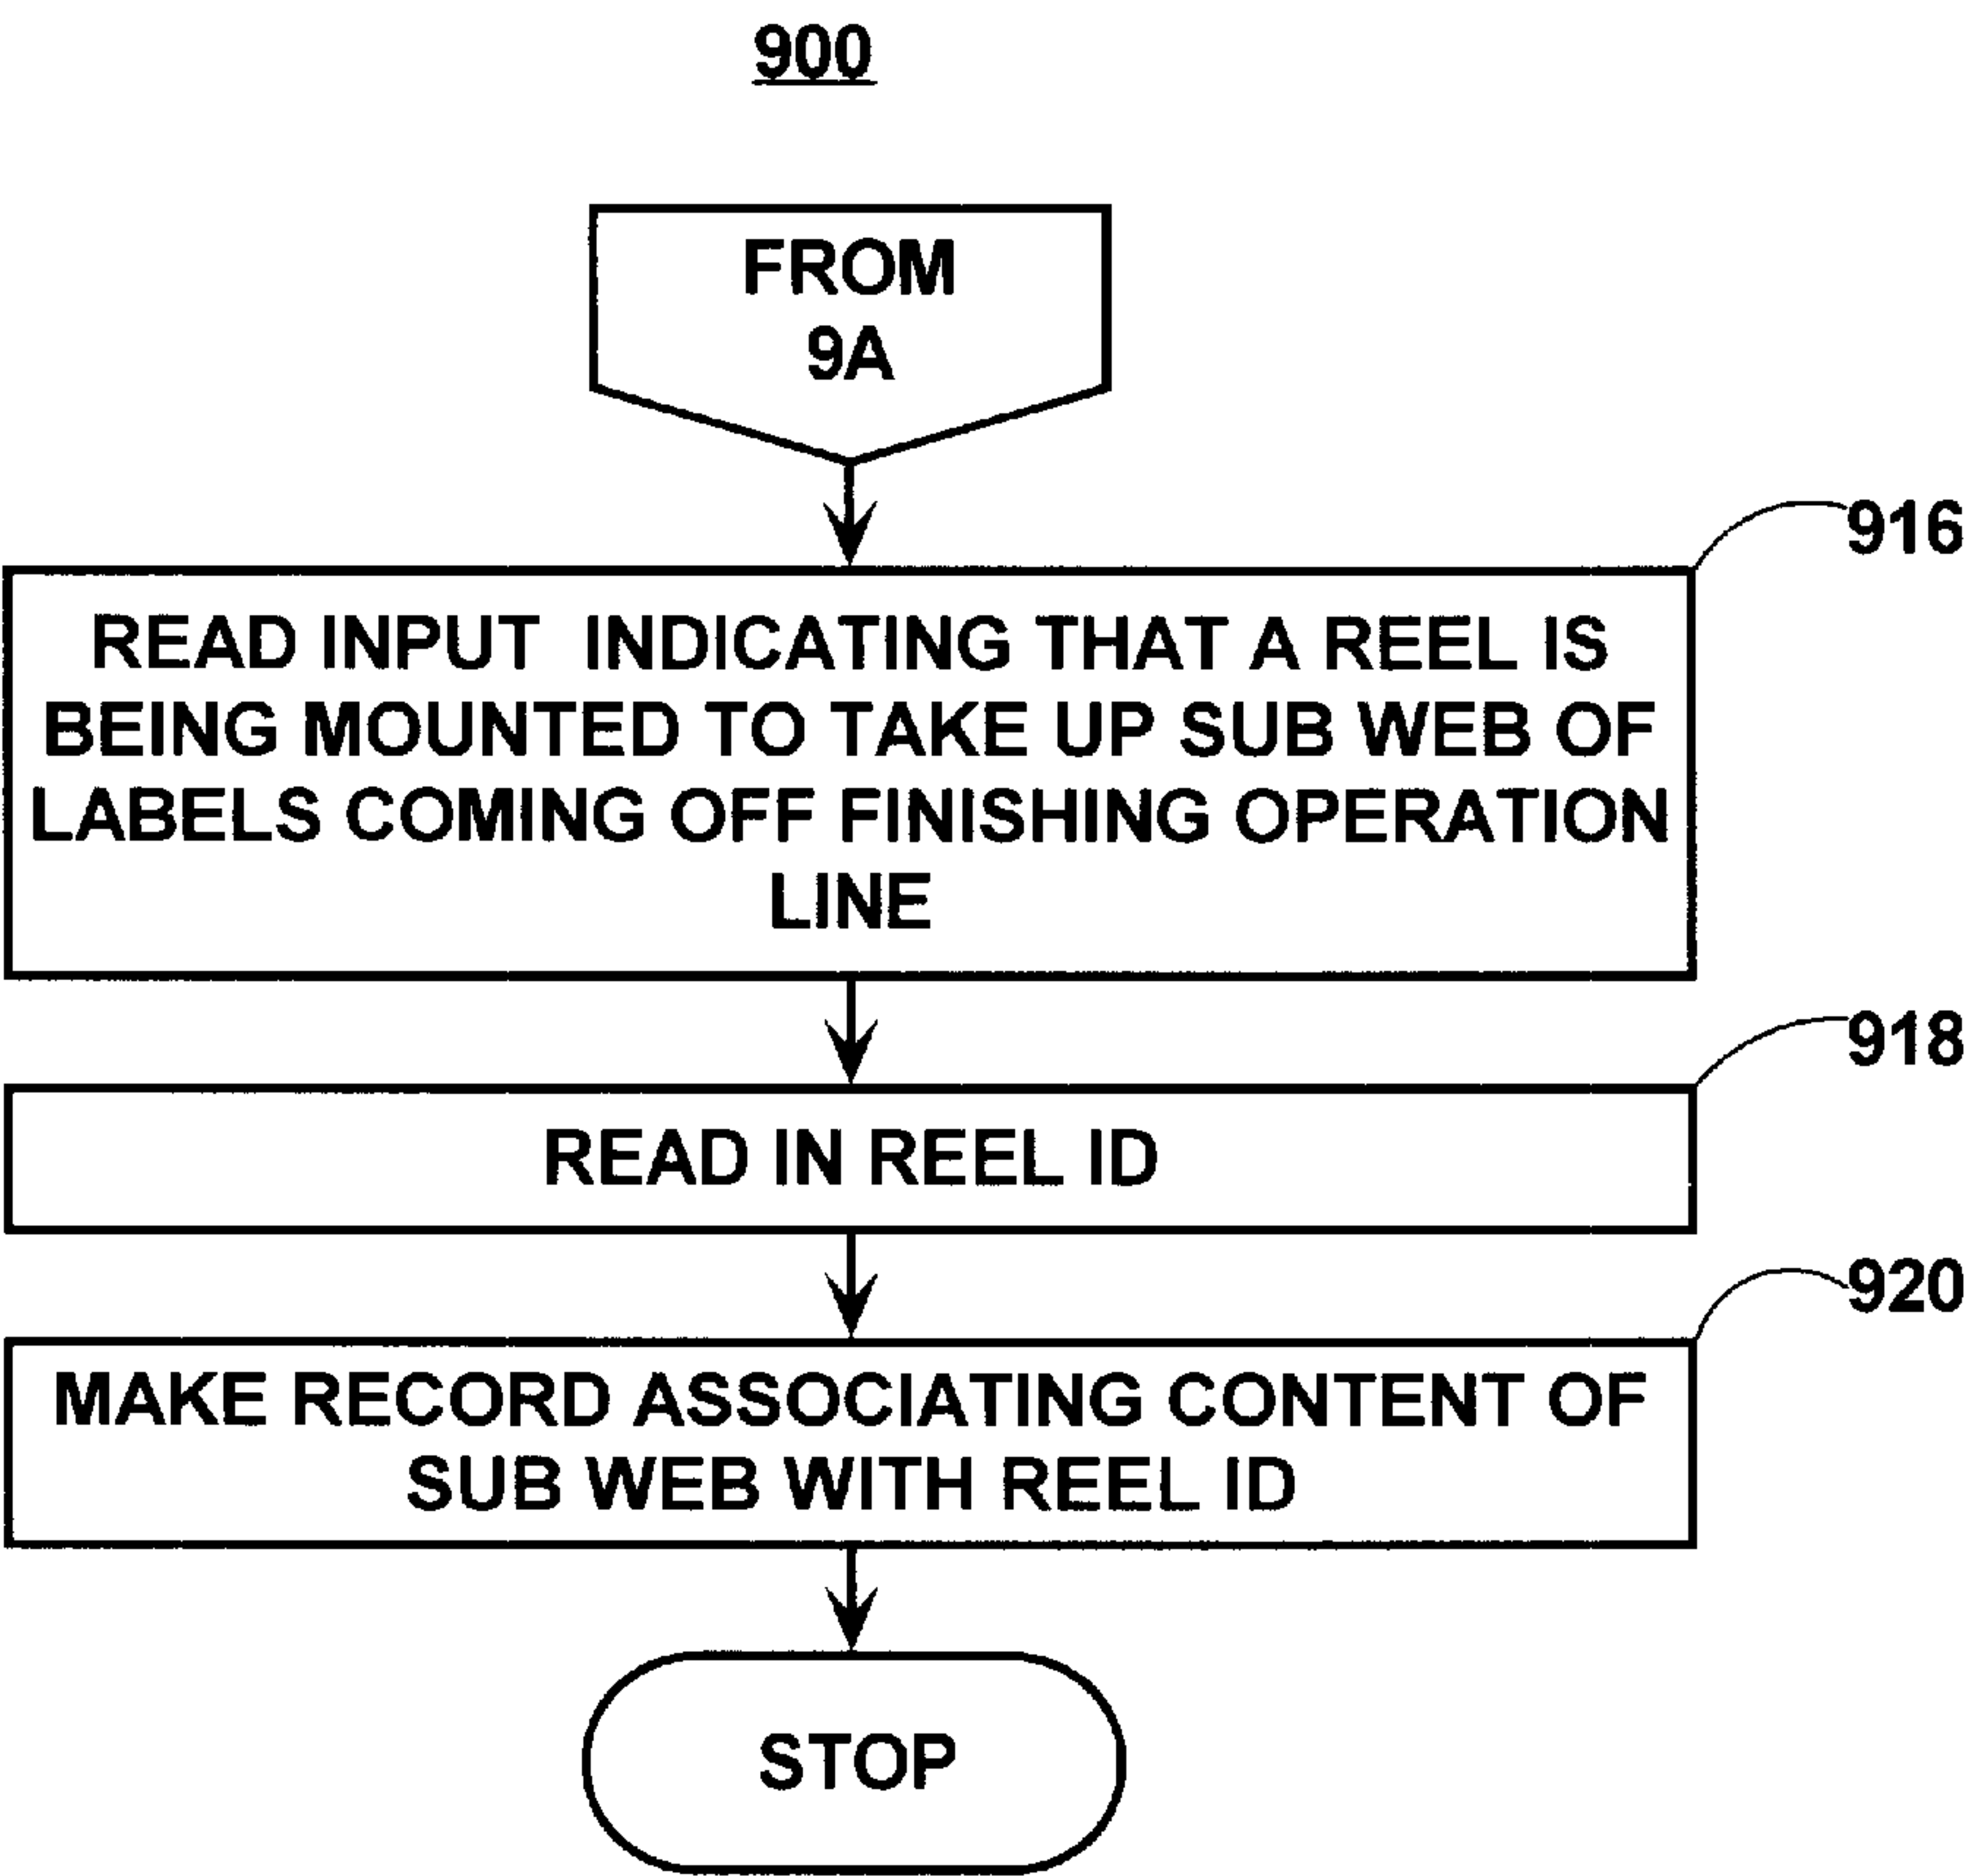 900
FROM
9A
916
READ INPUT INDICATING THAT A REEL IS
BEING MOUNTED TO TAKE UP SUB WEB OF
LABELS COMING OFF FINISHING OPERATION
LINE
918
READ IN REEL ID
920
MAKE RECORD ASSOCIATING CONTENT OF
SUB WEB WITH REEL ID
STOP